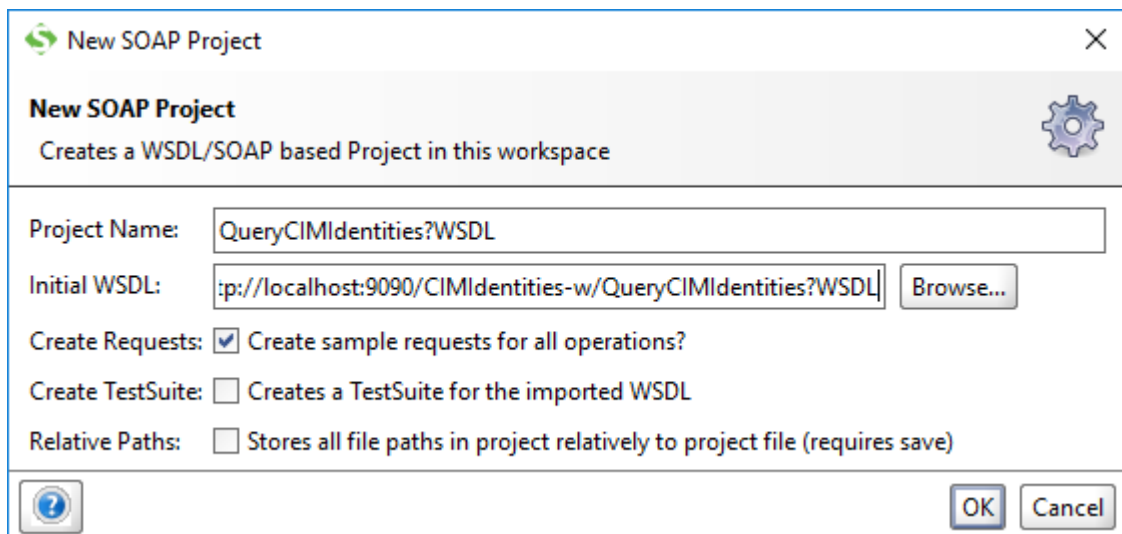 New SOAP Project
New SOAP Project
Creates a WSDL/SOAP based Project in this workspace
Project Name: QueryCIMIdentities?WSDL
Initial WSDL: :p://localhost:9090/CIMIdentities-w/QueryCIMIdentities?WSDL Browse...
Create Requests: Create sample requests for all operations?
Create TestSuite: Creates a TestSuite for the imported WSDL
Relative Paths: Stores all file paths in project relatively to project file (requires save)
? OK Cancel